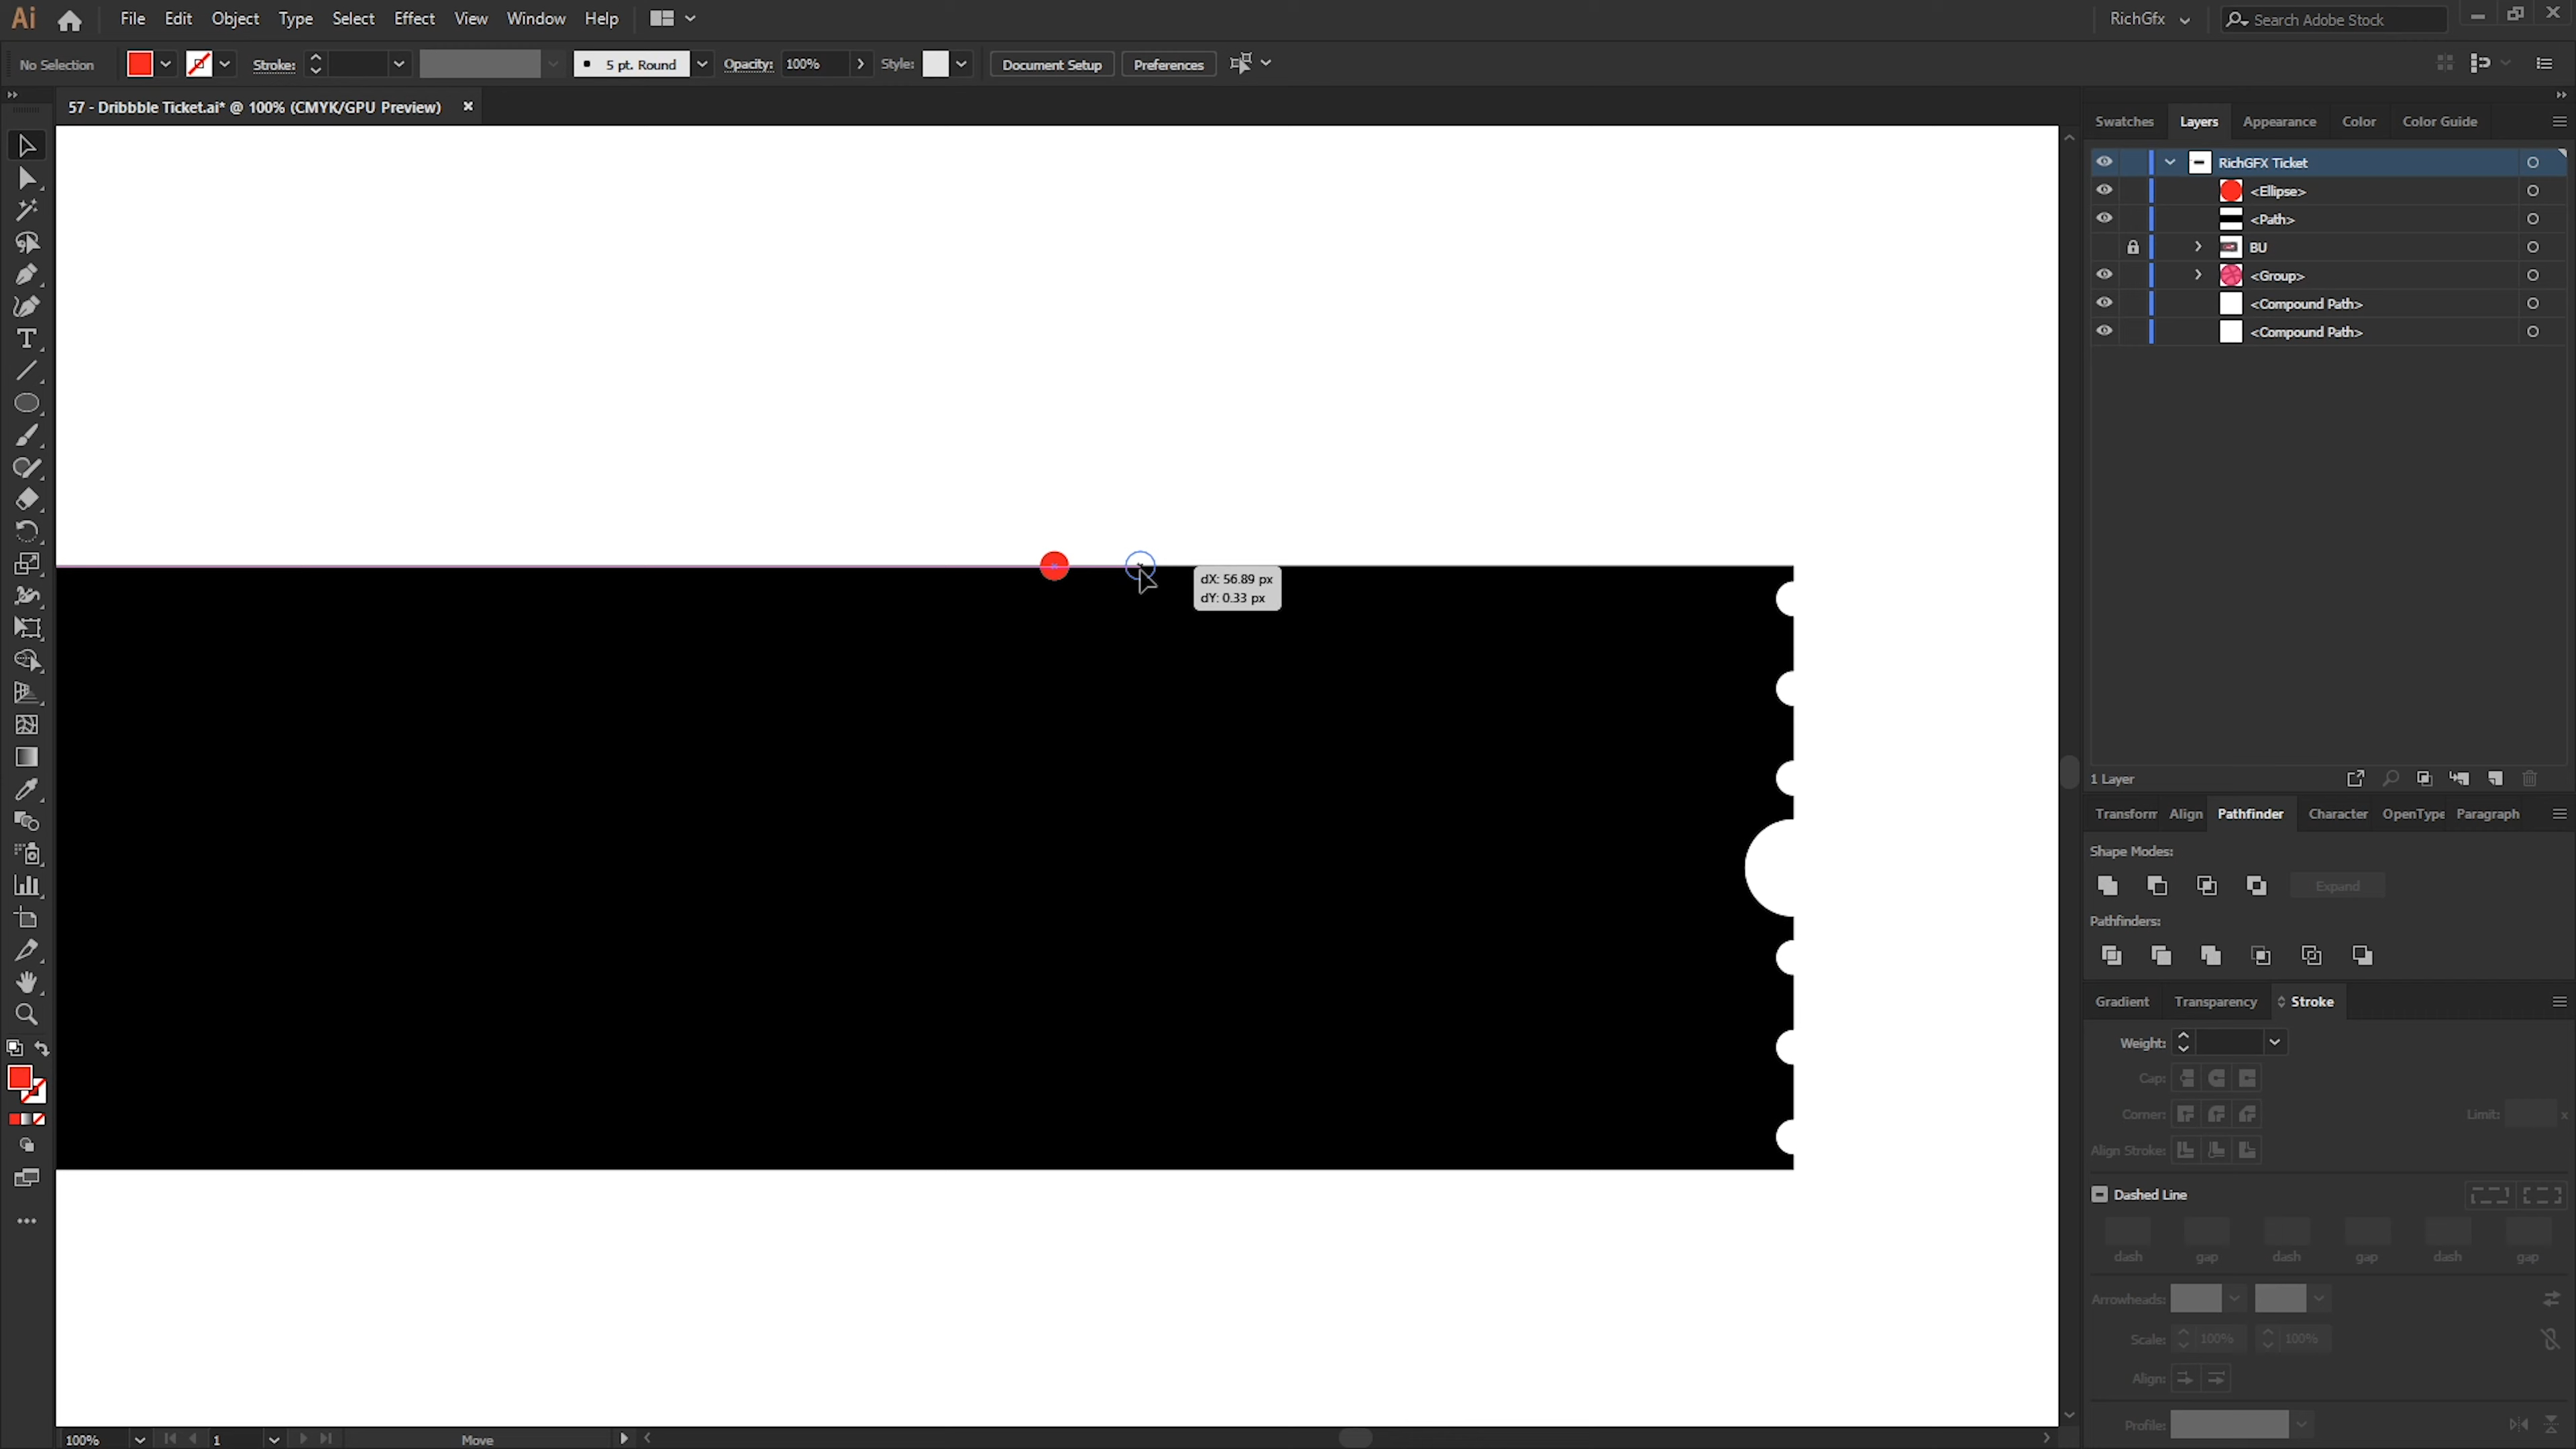 Ai File Edit Object Type Select Effect View Window Help RichGfx Search Adobe Stock
No Selection Stroke: 5 pt. Round Opacity: 100% Style: Document Setup Preferences
57 - Dribbble Ticket.ai* @ 100% (CMYK/GPU Preview)
Swatches Layers Appearance Color Color Guide
RichGFX Ticket
<Ellipse>
<Path>
BU
<Group>
<Compound Path>
<Compound Path>
dX: 56.89 px
dY: 0.33 px
1 Layer
Transform Align Pathfinder Character OpenType Paragraph
Shape Modes:
Expand
Pathfinders:
Gradient Transparency Stroke
Weight:
Cap:
Corner: Limit: x
Align Stroke:
Dashed Line
dash gap dash gap dash gap
Arrowheads:
Scale: 100% 100%
Align:
Profile:
100% 1 Move